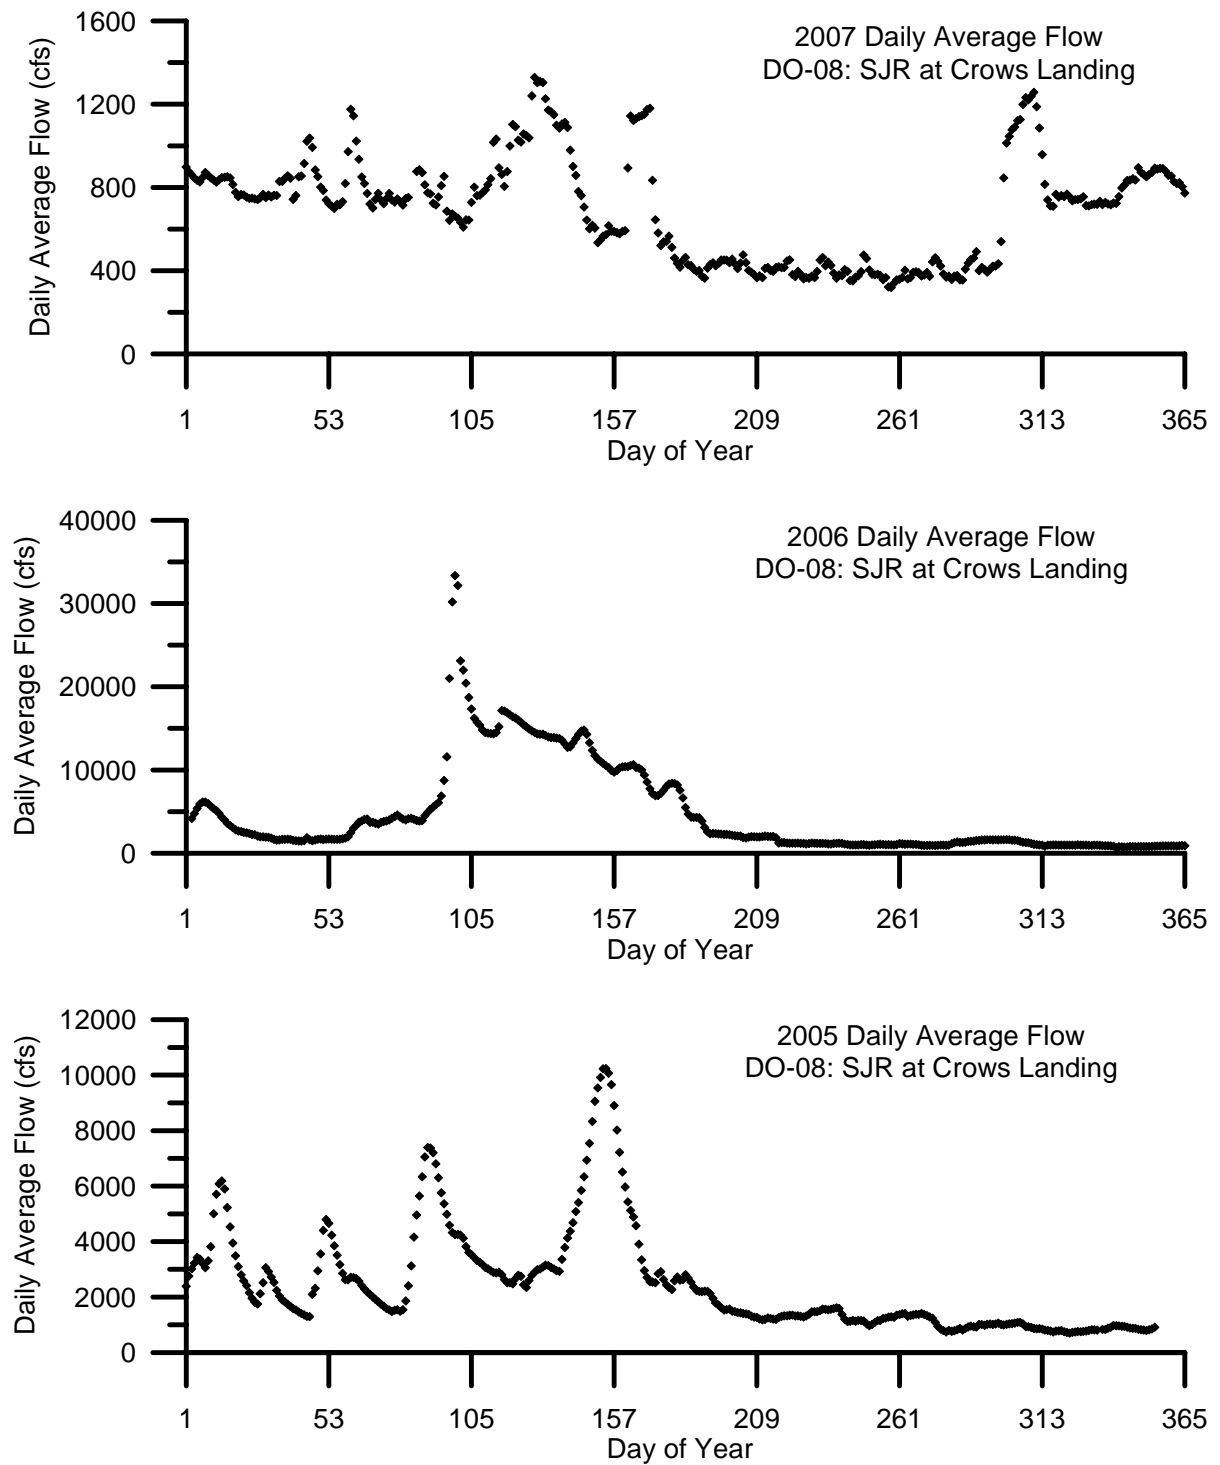 1600
1200
800
400
0
Daily Average Flow (cfs)
2007 Daily Average Flow
DO-08: SJR at Crows Landing
1 53 105 157 209 261 313 365
Day of Year
40000
30000
20000
10000
0
Daily Average Flow (cfs)
2006 Daily Average Flow
DO-08: SJR at Crows Landing
1 53 105 157 209 261 313 365
Day of Year
12000
10000
8000
6000
4000
2000
0
Daily Average Flow (cfs)
2005 Daily Average Flow
DO-08: SJR at Crows Landing
1 53 105 157 209 261 313 365
Day of Year